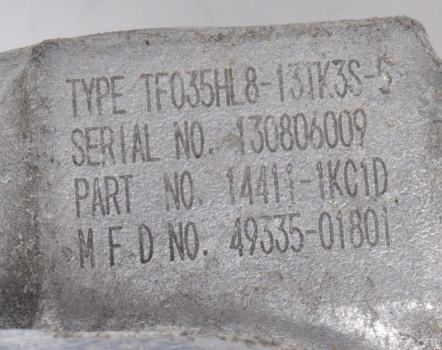 TYPE TF035HL8-13TK3S-5
SERIAL NO. 130806009
PART NO. 14411-1KC1D
M F D NO. 49335-01801